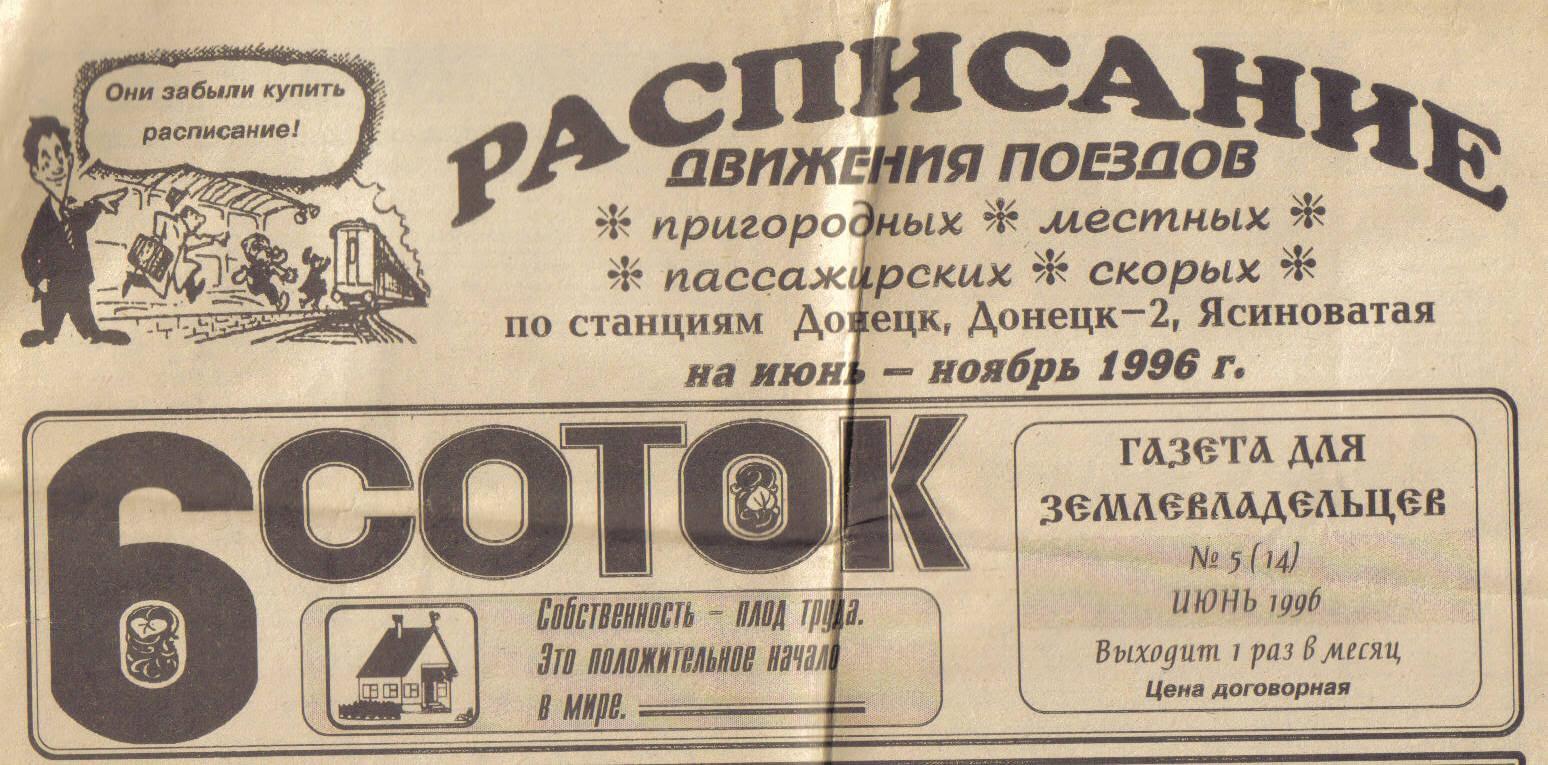 Они забыли купить
расписание!
РАСПИСАНИЕ
ДВИЖЕНИЯ ПОЕЗДОВ
❉ пригородных ❉ местных ❉
❉ пассажирских ❉ скорых ❉
по станциям Донецк, Донецк-2, Ясиноватая
на июнь – ноябрь 1996 г.
6 СОТОК
Собственность – плод труда.
Это положительное начало
в мире.
ГАЗЕТА ДЛЯ
ЗЕМЛЕВЛАДЕЛЬЦЕВ
№ 5 (14)
ИЮНЬ 1996
Выходит 1 раз в месяц
Цена договорная